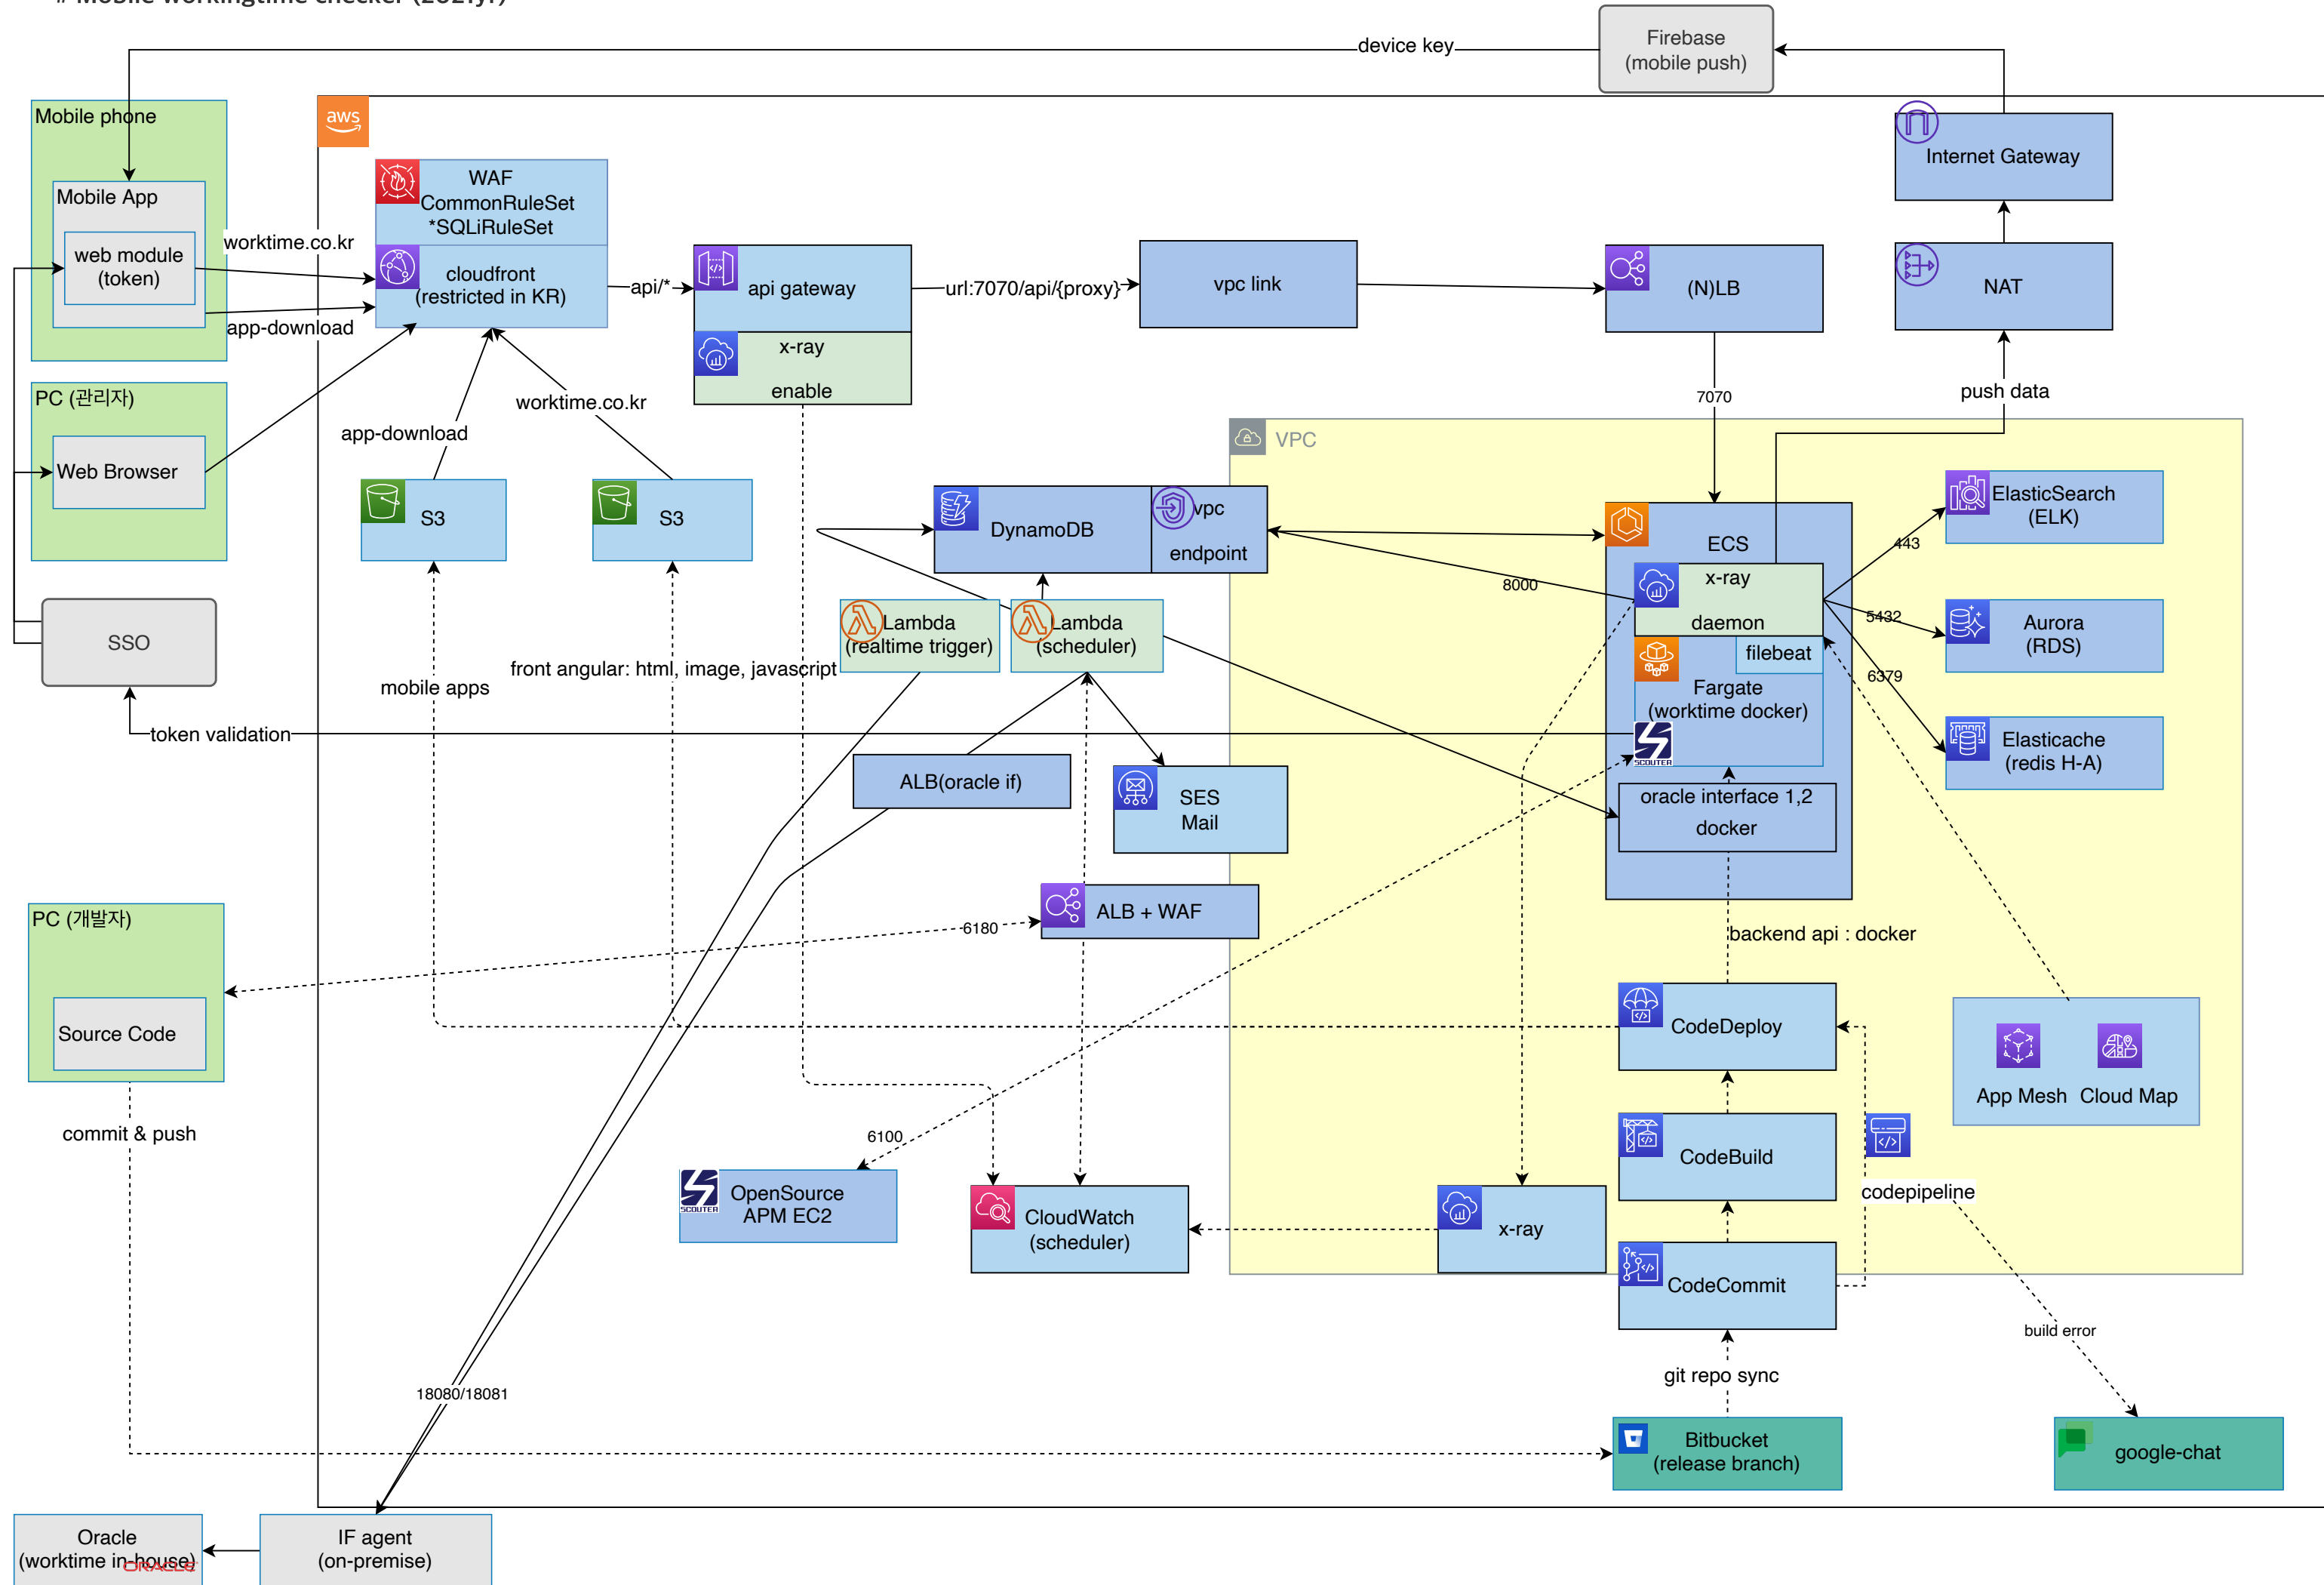 # Mobile workingtime checker (2021yr)
device key
Firebase
(mobile push)
aws
Mobile phone
Mobile App
web module
(token)
worktime.co.kr
app-download
WAF
CommonRuleSet
*SQLiRuleSet
cloudfront
(restricted in KR)
api/*
api gateway
x-ray
enable
url:7070/api/{proxy}
vpc link
(N)LB
Internet Gateway
NAT
push data
7070
PC (관리자)
Web Browser
app-download
worktime.co.kr
S3
S3
VPC
DynamoDB
vpc
endpoint
8000
ECS
x-ray
daemon
filebeat
Fargate
(worktime docker)
SCOUTER
oracle interface 1,2
docker
443
5432
6379
ElasticSearch
(ELK)
Aurora
(RDS)
Elasticache
(redis H-A)
SSO
token validation
mobile apps
front angular: html, image, javascript
Lambda
(realtime trigger)
Lambda
(scheduler)
ALB(oracle if)
SES
Mail
ALB + WAF
6180
PC (개발자)
Source Code
commit & push
backend api : docker
CodeDeploy
CodeBuild
CodeCommit
codepipeline
App Mesh
Cloud Map
6100
SCOUTER
OpenSource
APM EC2
CloudWatch
(scheduler)
x-ray
build error
git repo sync
18080/18081
Bitbucket
(release branch)
google-chat
Oracle
(worktime in-house)
ORACLE
IF agent
(on-premise)